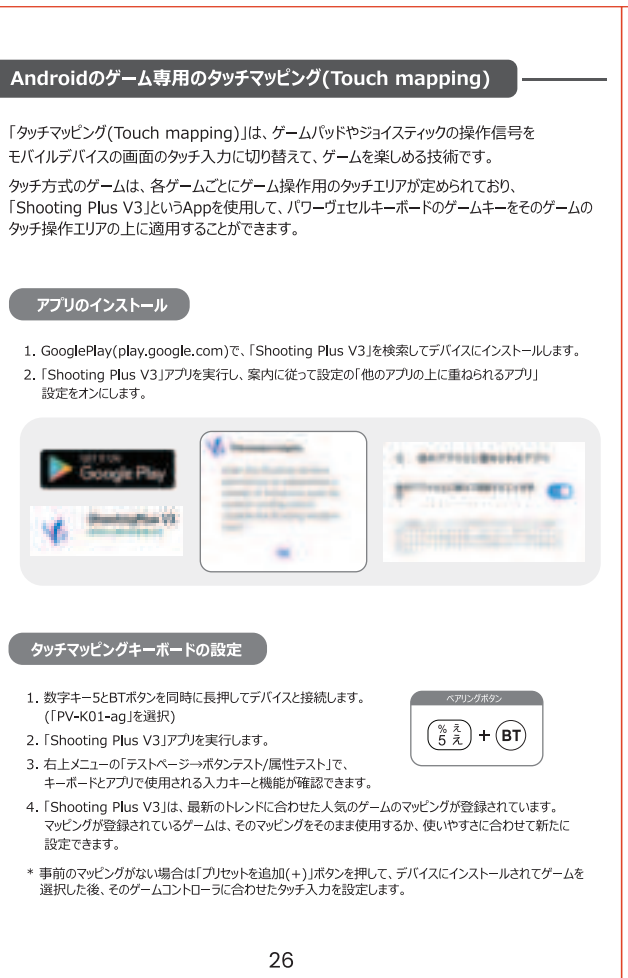 Androidのゲーム専用のタッチマッピング(Touch mapping)
「タッチマッピング(Touch mapping)」は、ゲームパッドやジョイスティックの操作信号を
モバイルデバイスの画面のタッチ入力に切り替えて、ゲームを楽しめる技術です。
タッチ方式のゲームは、各ゲームごとにゲーム操作用のタッチエリアが定められており、
「Shooting Plus V3」というAppを使用して、パワーヴェセルキーボードのゲームキーをそのゲームの
タッチ操作エリアの上に適用することができます。
アプリのインストール
1. GooglePlay(play.google.com)で、「Shooting Plus V3」を検索してデバイスにインストールします。
2. 「Shooting Plus V3」アプリを実行し、案内に従って設定の「他のアプリの上に重ねられるアプリ」
設定をオンにします。
GET IT ON
Google Play
ShootingPlus V3
タッチマッピングキーボードの設定
1. 数字キー5とBTボタンを同時に長押してデバイスと接続します。
(「PV-K01-ag」を選択)
ペアリングボタン
% え
5 え + BT
2. 「Shooting Plus V3」アプリを実行します。
3. 右上メニューの「テストページ→ボタンテスト/属性テスト」で、
キーボードとアプリで使用される入力キーと機能が確認できます。
4. 「Shooting Plus V3」は、最新のトレンドに合わせた人気のゲームのマッピングが登録されています。
マッピングが登録されているゲームは、そのマッピングをそのまま使用するか、使いやすさに合わせて新たに
設定できます。
* 事前のマッピングがない場合は「プリセットを追加(+)」ボタンを押して、デバイスにインストールされてゲームを
選択した後、そのゲームコントローラに合わせたタッチ入力を設定します。
26